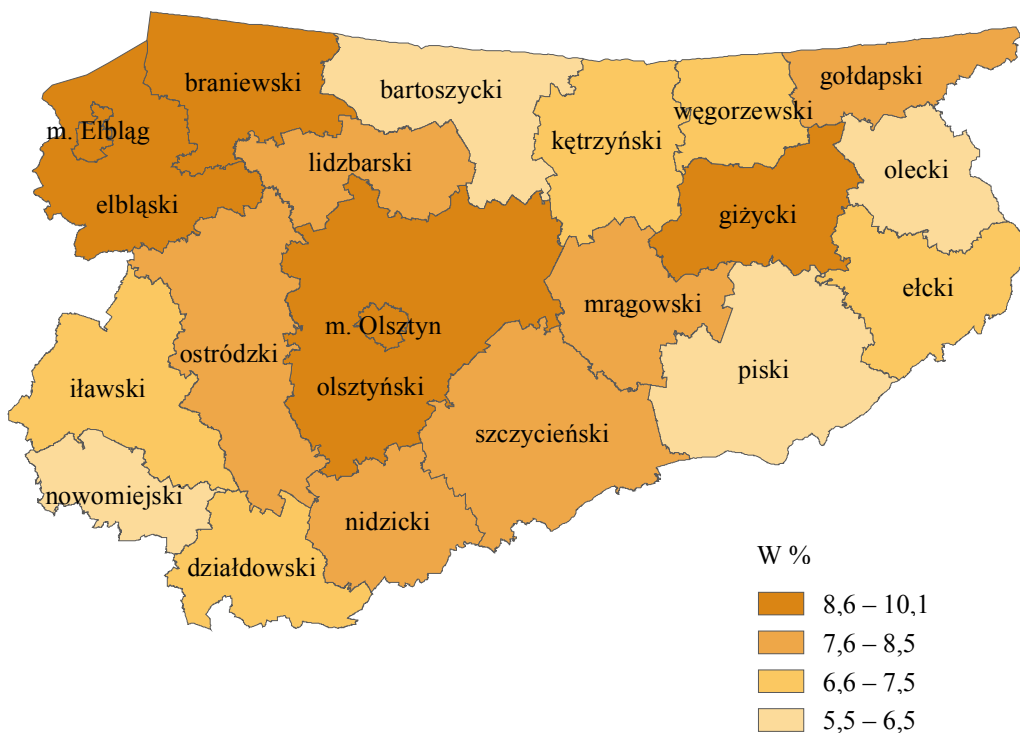 braniewski
bartoszycki
gołdapski
m. Elbląg
kętrzyński
węgorzewski
lidzbarski
olecki
elbląski
giżycki
ełcki
mrągowski
m. Olsztyn
ostródzki
iławski
olsztyński
piski
szczycieński
nowomiejski
nidzicki
działdowski
W %
8,6 – 10,1
7,6 – 8,5
6,6 – 7,5
5,5 – 6,5